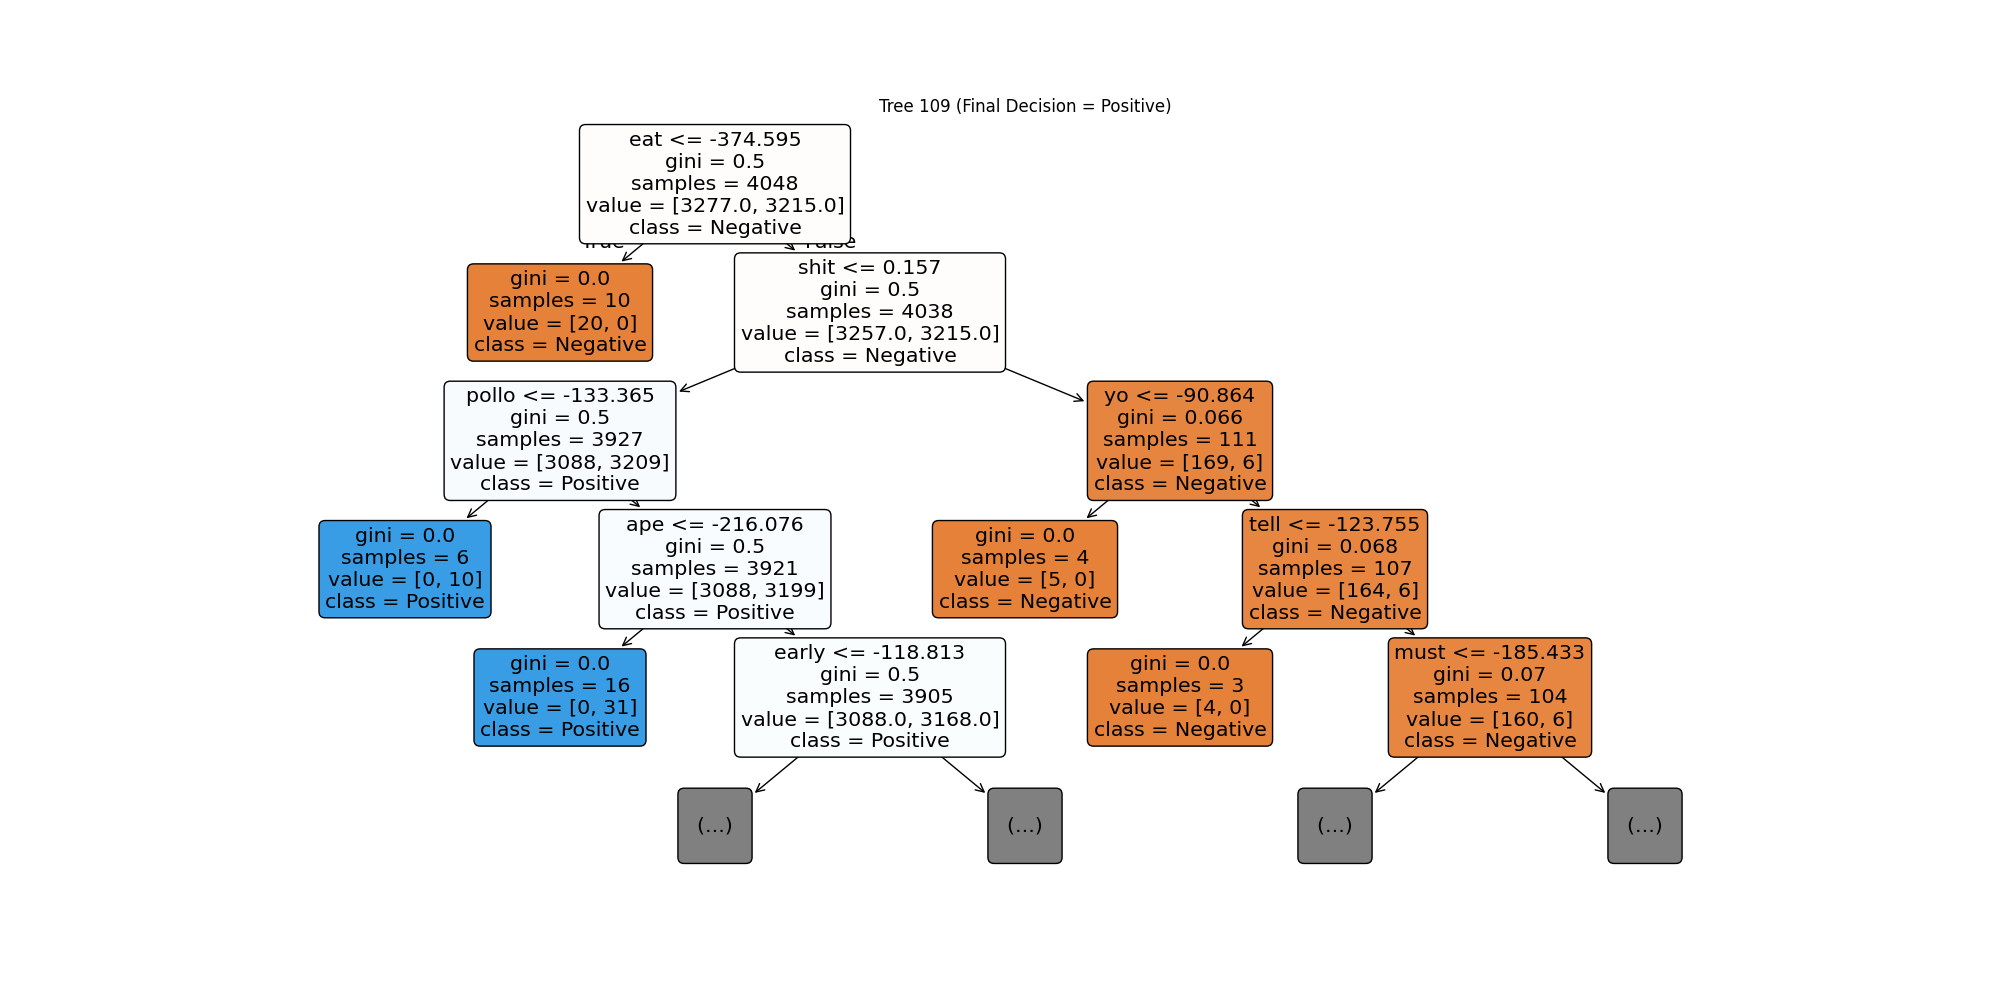 Tree 109 (Final Decision = Positive)
eat <= -374.595
gini = 0.5
samples = 4048
value = [3277.0, 3215.0]
class = Negative
True
False
gini = 0.0
samples = 10
value = [20, 0]
class = Negative
shit <= 0.157
gini = 0.5
samples = 4038
value = [3257.0, 3215.0]
class = Negative
pollo <= -133.365
gini = 0.5
samples = 3927
value = [3088, 3209]
class = Positive
yo <= -90.864
gini = 0.066
samples = 111
value = [169, 6]
class = Negative
gini = 0.0
samples = 6
value = [0, 10]
class = Positive
ape <= -216.076
gini = 0.5
samples = 3921
value = [3088, 3199]
class = Positive
gini = 0.0
samples = 4
value = [5, 0]
class = Negative
tell <= -123.755
gini = 0.068
samples = 107
value = [164, 6]
class = Negative
gini = 0.0
samples = 16
value = [0, 31]
class = Positive
early <= -118.813
gini = 0.5
samples = 3905
value = [3088.0, 3168.0]
class = Positive
gini = 0.0
samples = 3
value = [4, 0]
class = Negative
must <= -185.433
gini = 0.07
samples = 104
value = [160, 6]
class = Negative
(...)
(...)
(...)
(...)